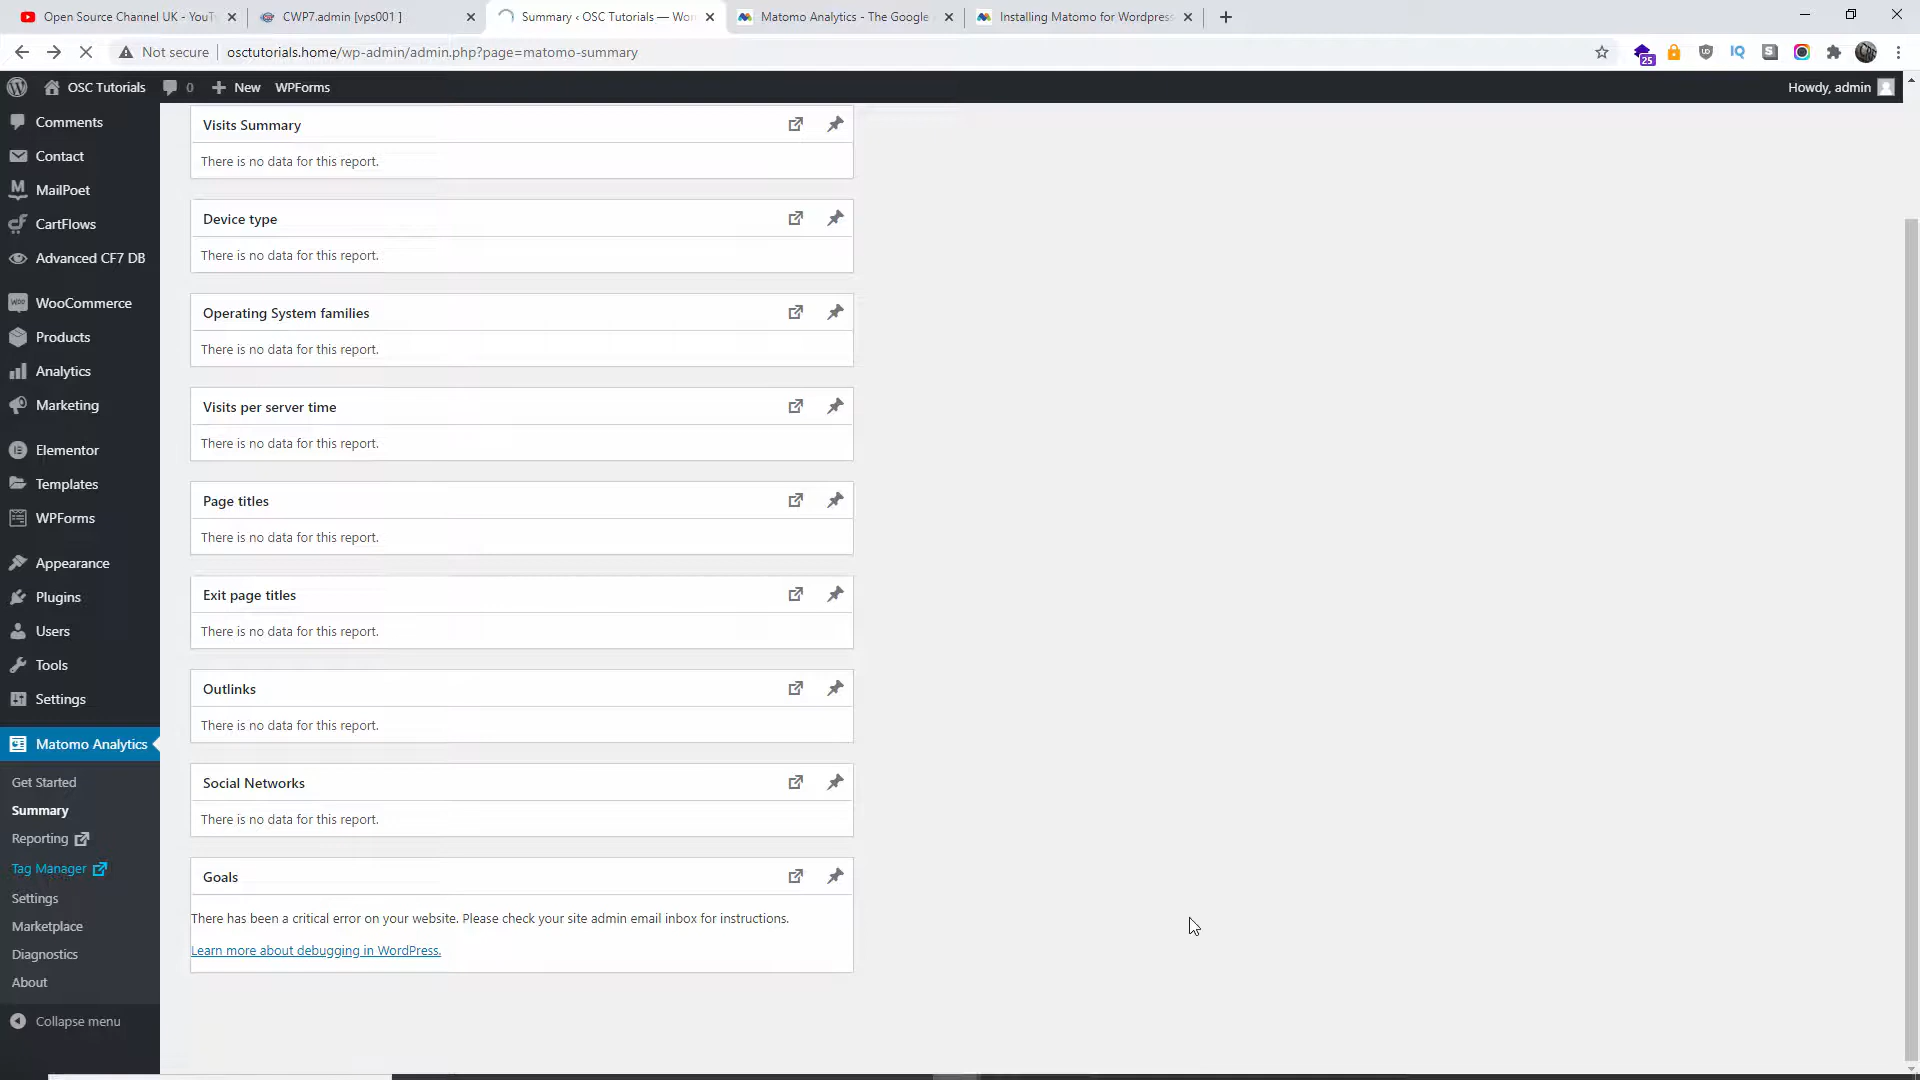 Open Source Channel UK - YouT
CWP7.admin [vps001 ]
Summary ‹ OSC Tutorials — Wor
Matomo Analytics - The Google
Installing Matomo for Wordpress
Not secure
osctutorials.home/wp-admin/admin.php?page=matomo-summary
25
IQ
S
OSC Tutorials
0
New
WPForms
Howdy, admin
Comments
Contact
MailPoet
CartFlows
Advanced CF7 DB
WooCommerce
Products
Analytics
Marketing
Elementor
Templates
WPForms
Appearance
Plugins
Users
Tools
Settings
Matomo Analytics
Get Started
Summary
Reporting
Tag Manager
Settings
Marketplace
Diagnostics
About
Collapse menu
Visits Summary
There is no data for this report.
Device type
There is no data for this report.
Operating System families
There is no data for this report.
Visits per server time
There is no data for this report.
Page titles
There is no data for this report.
Exit page titles
There is no data for this report.
Outlinks
There is no data for this report.
Social Networks
There is no data for this report.
Goals
There has been a critical error on your website. Please check your site admin email inbox for instructions.
Learn more about debugging in WordPress.